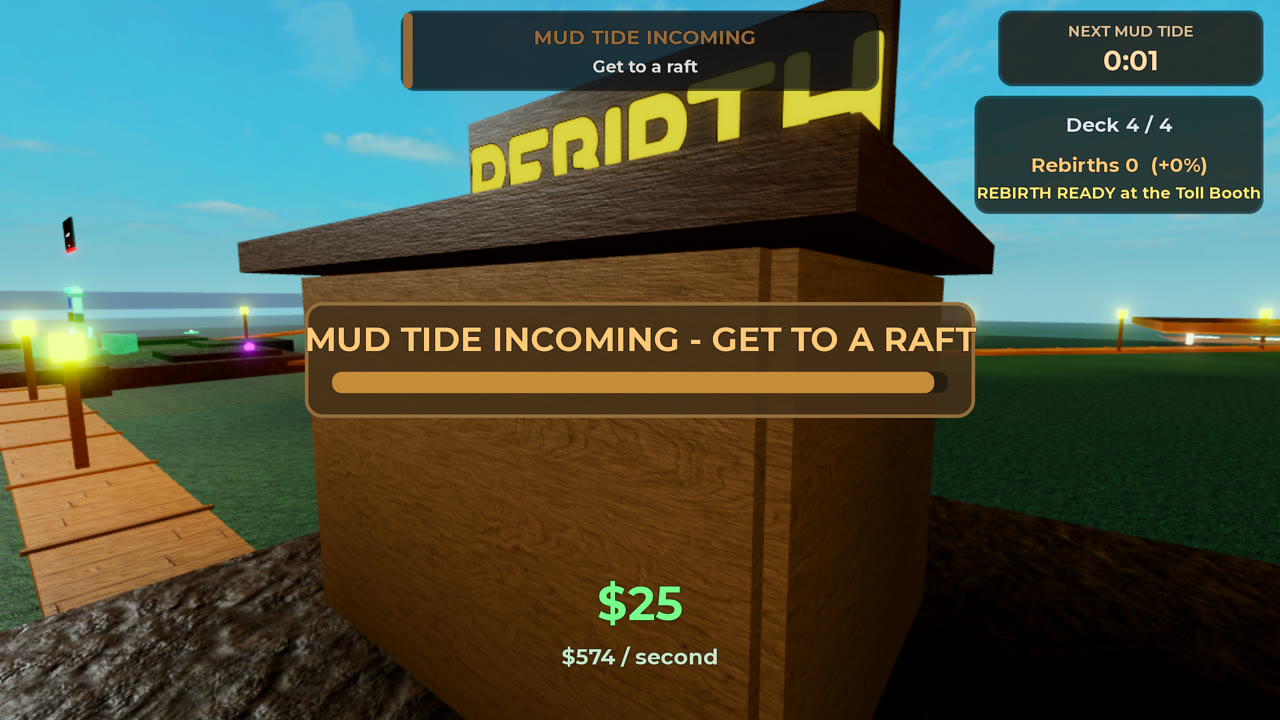 MUD TIDE INCOMING
Get to a raft
NEXT MUD TIDE
0:01
Deck 4 / 4
Rebirths 0 (+0%)
REBIRTH READY at the Toll Booth
REBIRTH
MUD TIDE INCOMING - GET TO A RAFT
$25
$574 / second